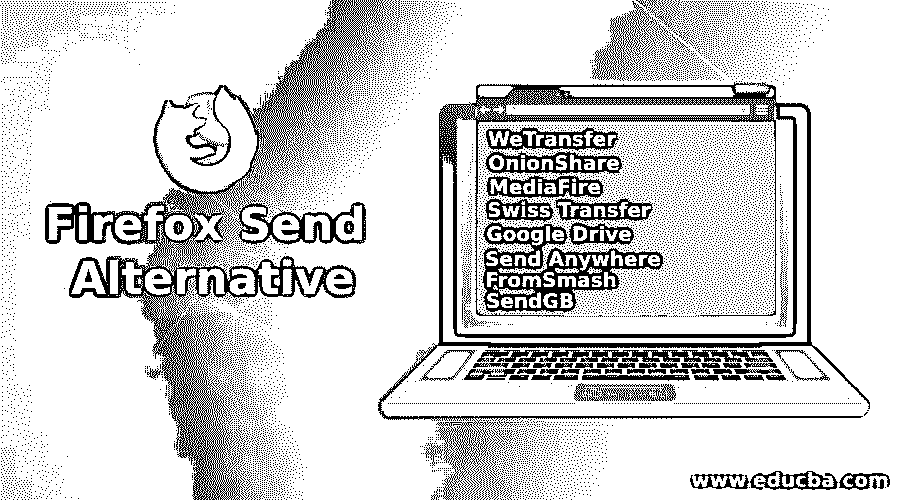 Firefox Send
Alternative
WeTransfer
OnionShare
MediaFire
Swiss Transfer
Google Drive
Send Anywhere
FromSmash
SendGB
www.educba.com